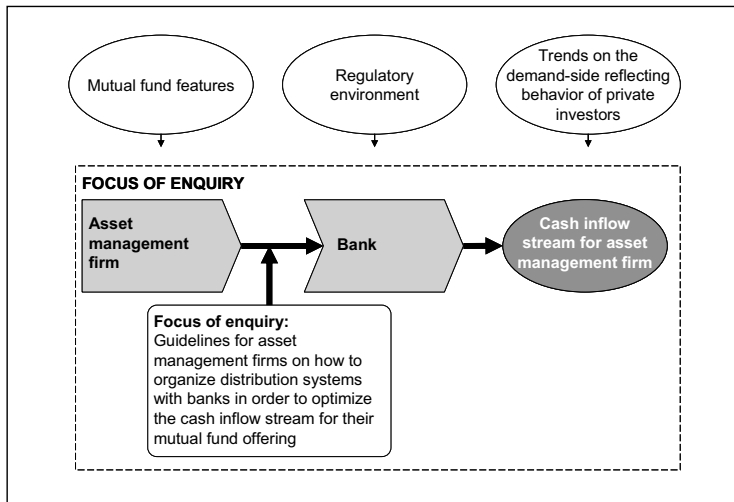 Mutual fund features
Regulatory
environment
Trends on the
demand-side reflecting
behavior of private
investors
FOCUS OF ENQUIRY
Asset
management
firm
Bank
Cash inflow
stream for asset
management firm
Focus of enquiry:
Guidelines for asset
management firms on how to
organize distribution systems
with banks in order to optimize
the cash inflow stream for their
mutual fund offering